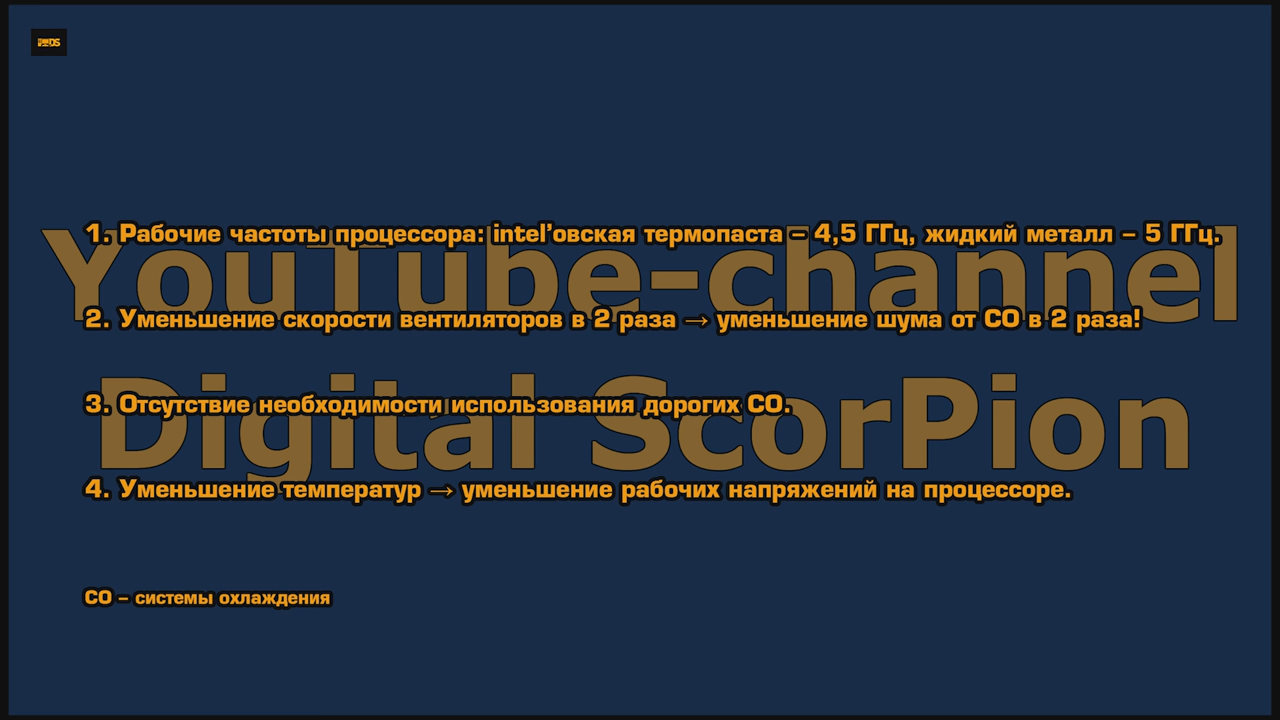 1. Рабочие частоты процессора: intel’овская термопаста – 4,5 ГГц, жидкий металл – 5 ГГц.
YouTube-channel
2. Уменьшение скорости вентиляторов в 2 раза → уменьшение шума от СО в 2 раза!
3. Отсутствие необходимости использования дорогих СО.
Digital ScorPion
4. Уменьшение температур → уменьшение рабочих напряжений на процессоре.
СО – системы охлаждения